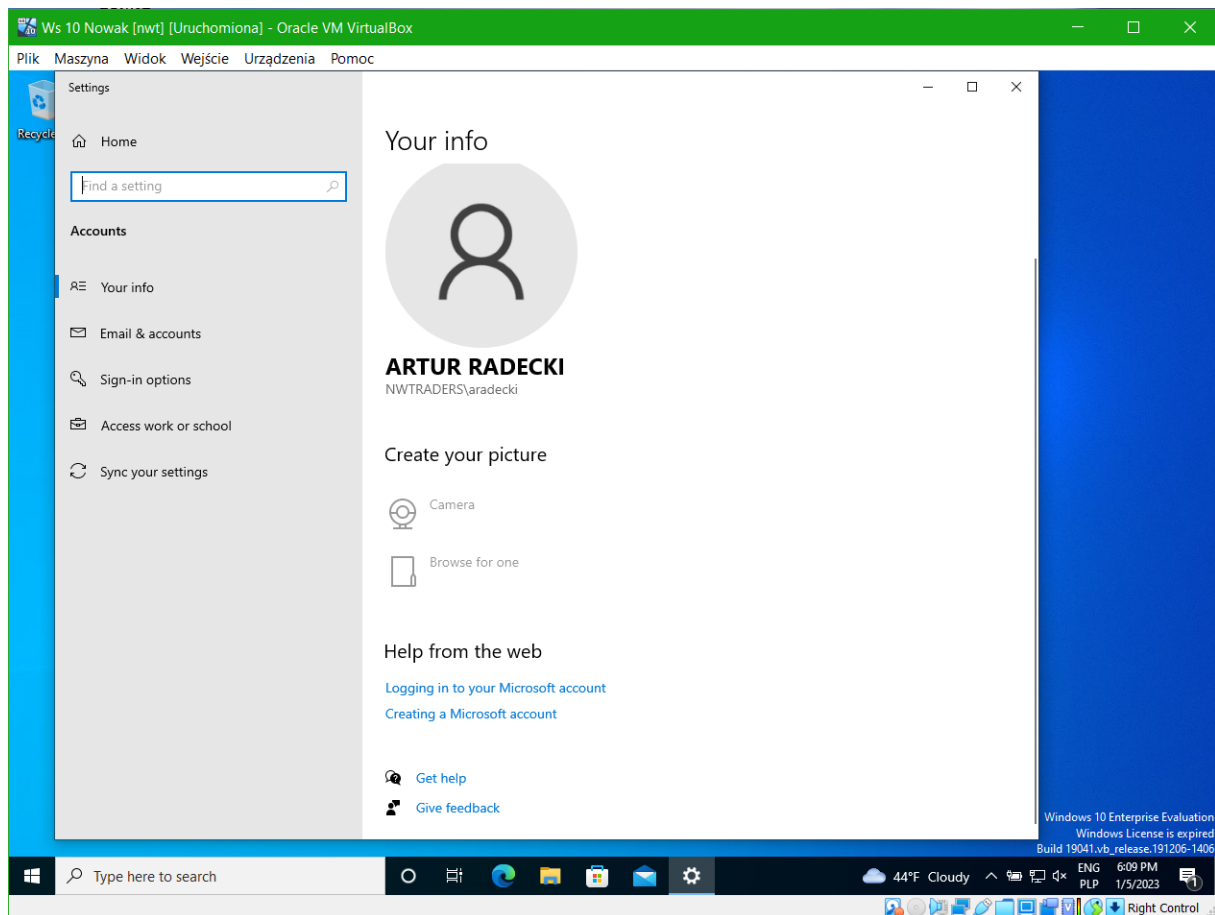 Ws 10 Nowak [nwt] [Uruchomiona] - Oracle VM VirtualBox
Plik Maszyna Widok Wejście Urządzenia Pomoc
Recycle
Settings
Home
Find a setting
Accounts
Your info
Email & accounts
Sign-in options
Access work or school
Sync your settings
Your info
ARTUR RADECKI
NWTRADERS\aradecki
Create your picture
Camera
Browse for one
Help from the web
Logging in to your Microsoft account
Creating a Microsoft account
Get help
Give feedback
Windows 10 Enterprise Evaluation
Windows License is expired
Build 19041.vb_release.191206-1406
Type here to search
44°F Cloudy
ENG
PLP
6:09 PM
1/5/2023
1
Right Control